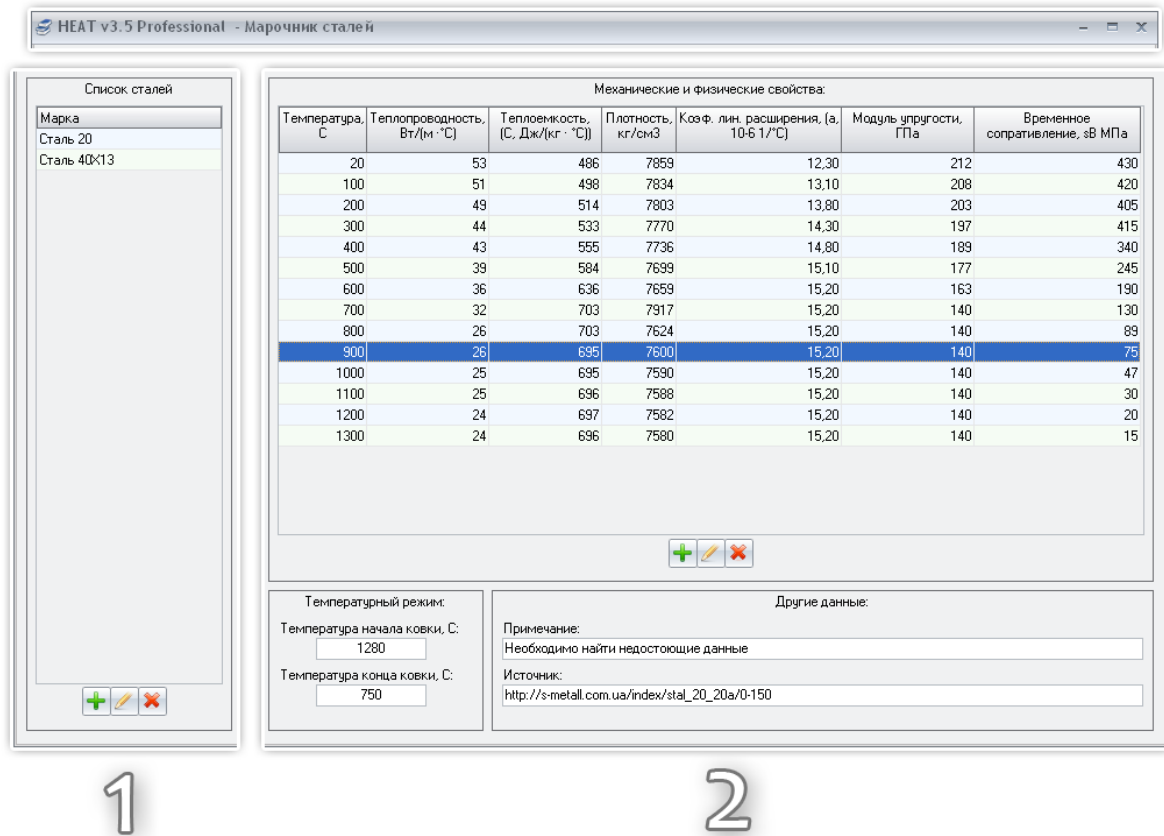 HEAT v3.5 Professional - Марочник сталей
Список сталей
Марка
Сталь 20
Сталь 40Х13
Механические и физические свойства:
Температура, С Теплопроводность, Вт/(м ·°С) Теплоемкость, (С, Дж/(кг · °С)) Плотность, кг/см3 Коэф. лин. расширения, (а, 10-6 1/°С) Модуль упругости, ГПа Временное сопративление, sВ МПа
20 53 486 7859 12,30 212 430
100 51 498 7834 13,10 208 420
200 49 514 7803 13,80 203 405
300 44 533 7770 14,30 197 415
400 43 555 7736 14,80 189 340
500 39 584 7699 15,10 177 245
600 36 636 7659 15,20 163 190
700 32 703 7917 15,20 140 130
800 26 703 7624 15,20 140 89
900 26 695 7600 15,20 140 75
1000 25 695 7590 15,20 140 47
1100 25 696 7588 15,20 140 30
1200 24 697 7582 15,20 140 20
1300 24 696 7580 15,20 140 15
Температурный режим:
Температура начала ковки, С:
1280
Температура конца ковки, С:
750
Другие данные:
Примечание:
Необходимо найти недостоющие данные
Источник:
http://s-metall.com.ua/index/stal_20_20a/0-150
1
2